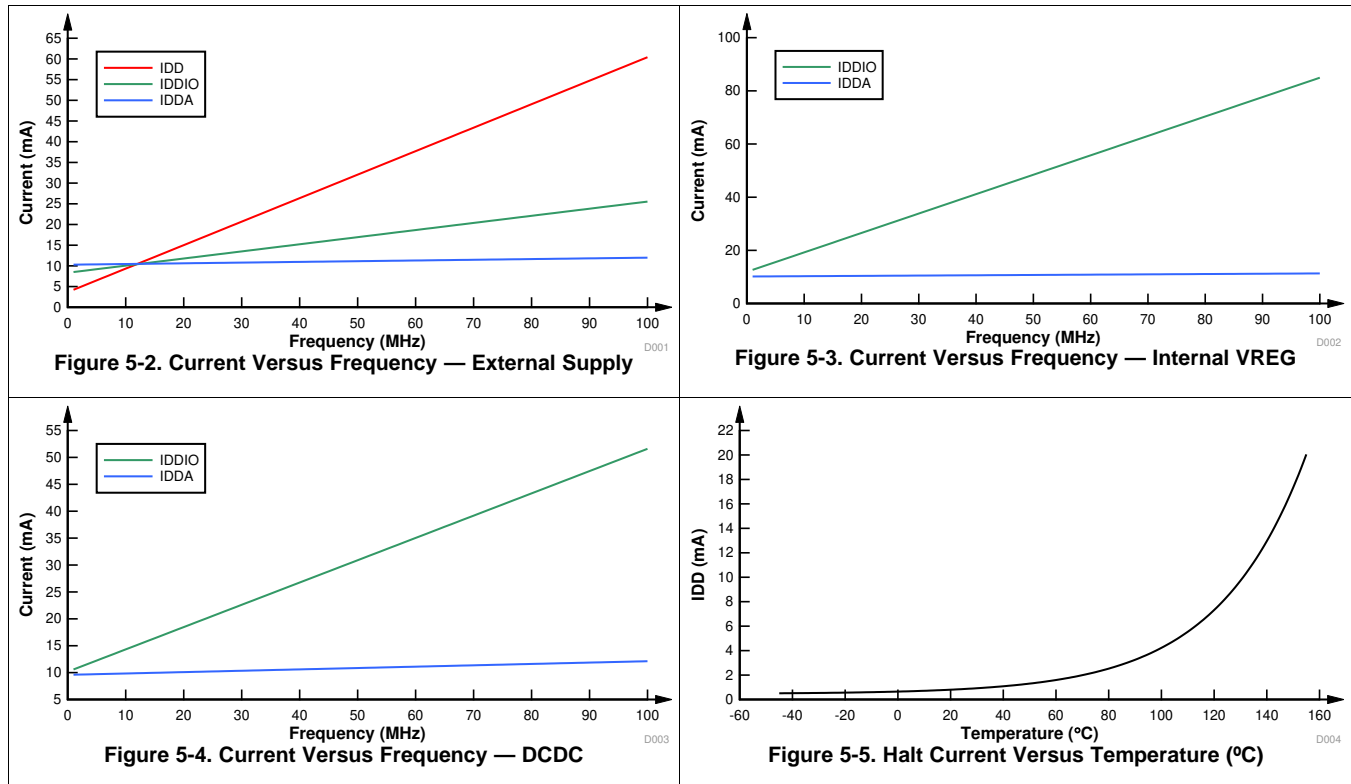 65
60
55
50
45
40
35
30
25
20
15
10
5
0
Current (mA)
IDD
IDDIO
IDDA
0 10 20 30 40 50 60 70 80 90 100
Frequency (MHz)
D001
Figure 5-2. Current Versus Frequency — External Supply
100
80
60
40
20
0
Current (mA)
IDDIO
IDDA
0 10 20 30 40 50 60 70 80 90 100
Frequency (MHz)
D002
Figure 5-3. Current Versus Frequency — Internal VREG
55
50
45
40
35
30
25
20
15
10
5
Current (mA)
IDDIO
IDDA
0 10 20 30 40 50 60 70 80 90 100
Frequency (MHz)
D003
Figure 5-4. Current Versus Frequency — DCDC
22
20
18
16
14
12
10
8
6
4
2
0
IDD (mA)
-60 -40 -20 0 20 40 60 80 100 120 140 160
Temperature (°C)
D004
Figure 5-5. Halt Current Versus Temperature (ºC)